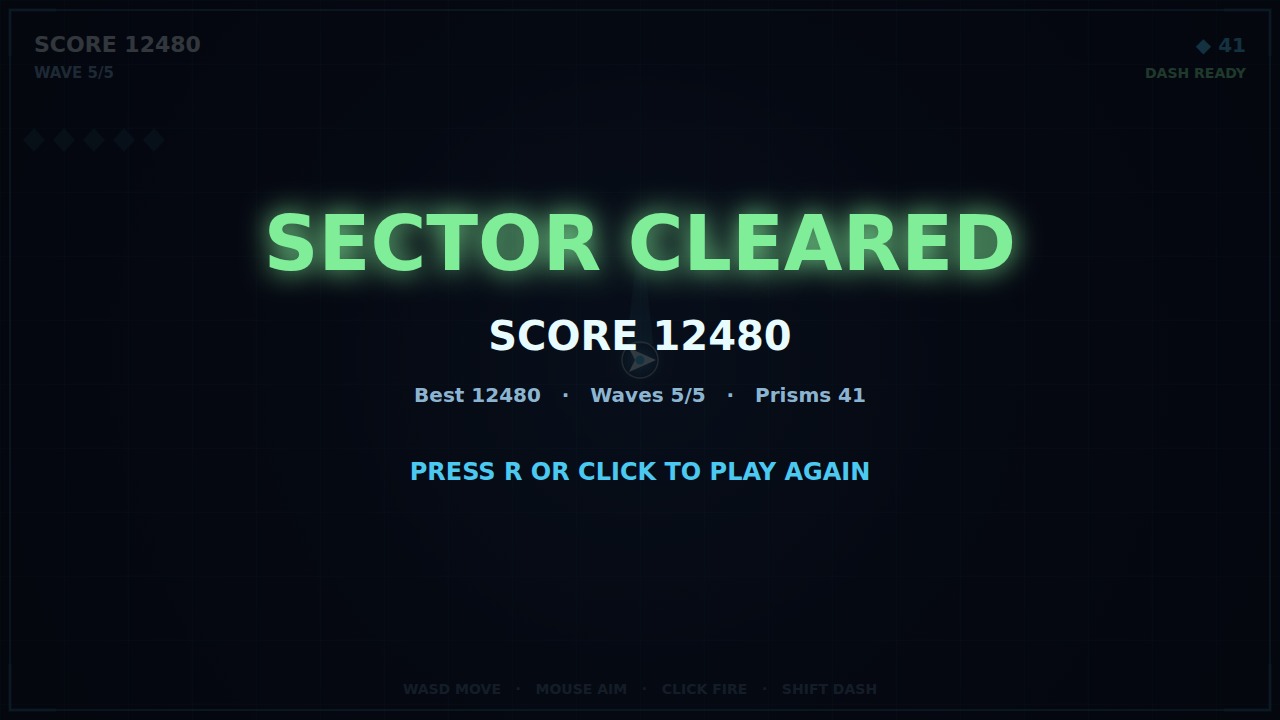 SCORE 12480
◆ 41
WAVE 5/5
DASH READY
SECTOR CLEARED
SCORE 12480
Best 12480 · Waves 5/5 · Prisms 41
PRESS R OR CLICK TO PLAY AGAIN
WASD MOVE · MOUSE AIM · CLICK FIRE · SHIFT DASH